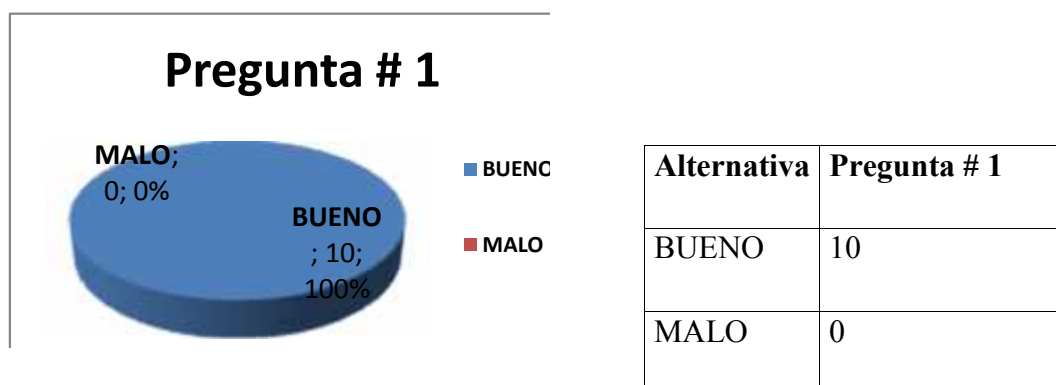 Pregunta # 1
MALO;
0; 0%
BUENO
; 10;
100%
BUENO
MALO
Alternativa Pregunta # 1
BUENO 10
MALO 0